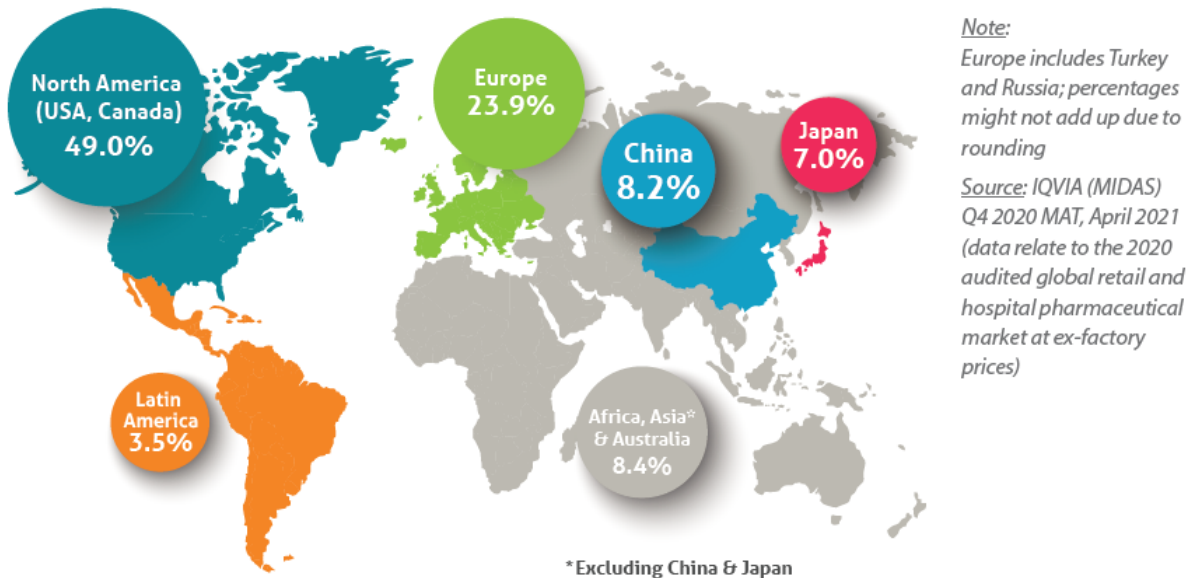 North America
(USA, Canada)
49.0%
Europe
23.9%
China
8.2%
Japan
7.0%
Latin
America
3.5%
Africa, Asia*
& Australia
8.4%
*Excluding China & Japan
Note:
Europe includes Turkey
and Russia; percentages
might not add up due to
rounding
Source: IQVIA (MIDAS)
Q4 2020 MAT, April 2021
(data relate to the 2020
audited global retail and
hospital pharmaceutical
market at ex-factory
prices)